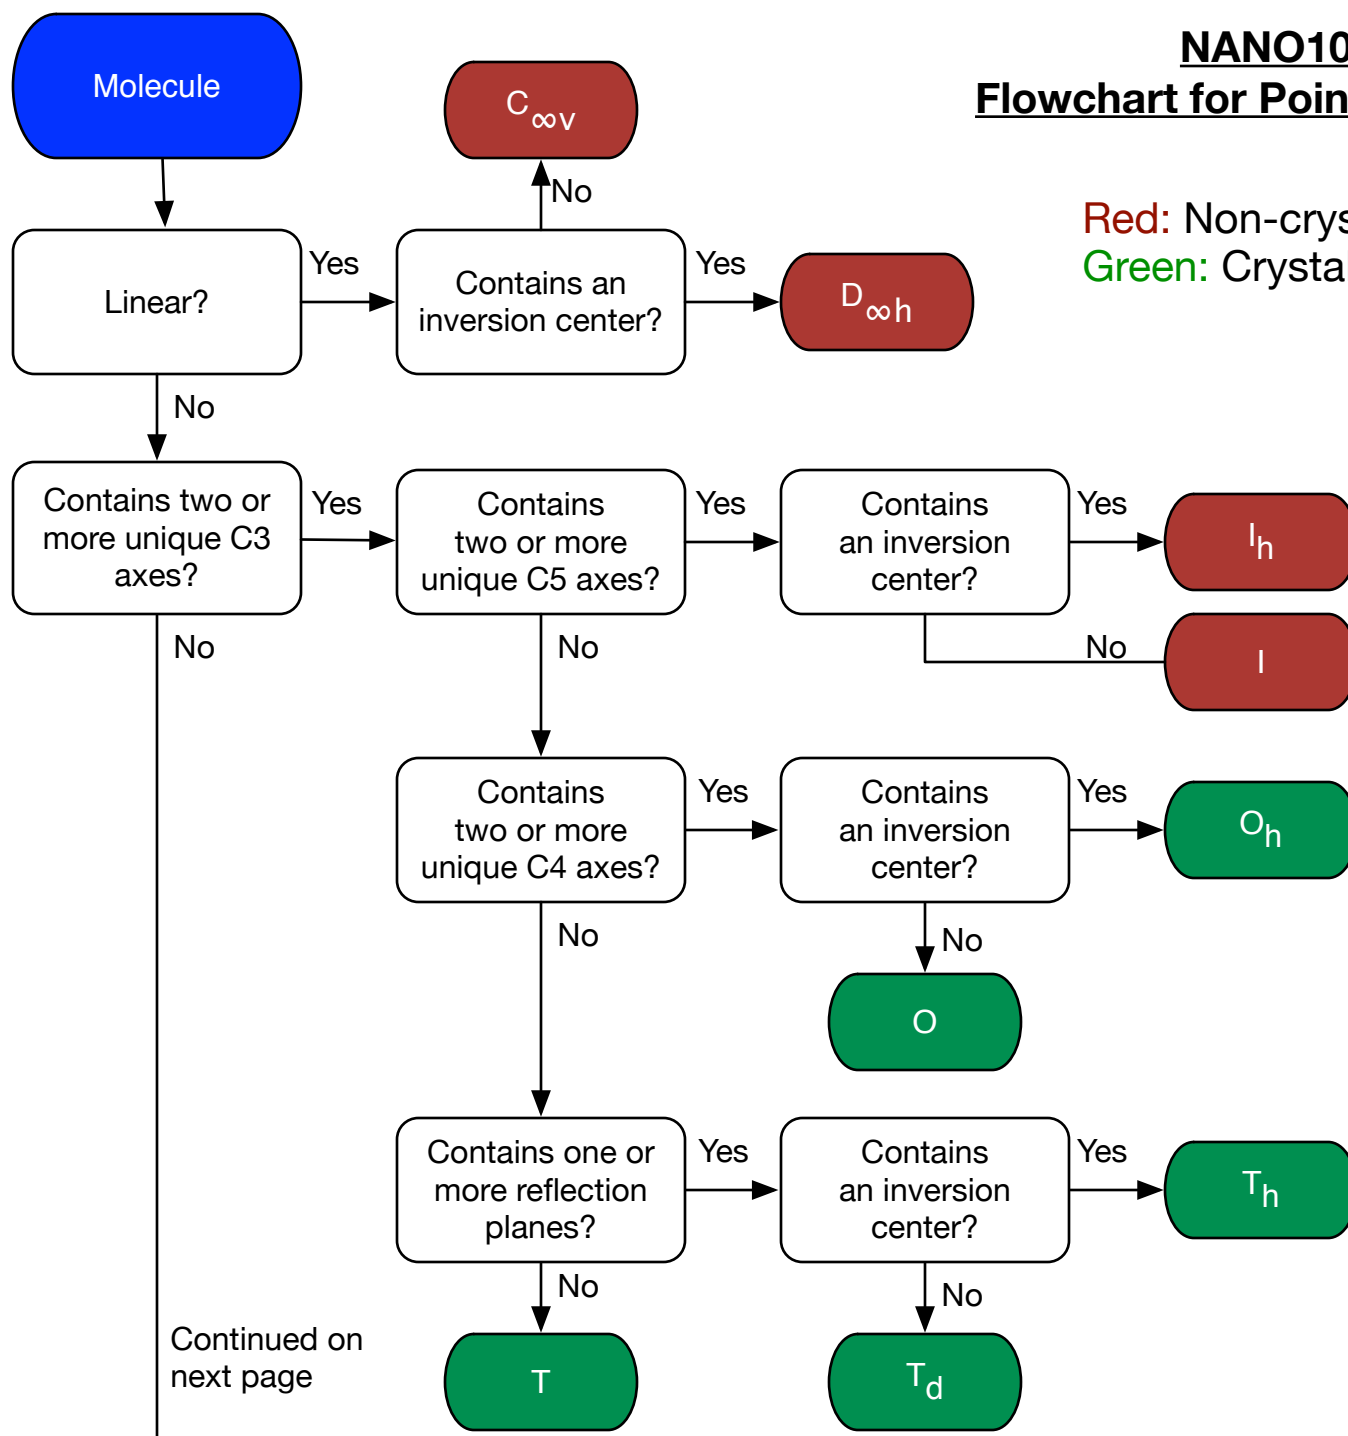 NANO10
Flowchart for Poin
Molecule
C∞v
No
Red: Non-crys
Green: Crystal
Linear?
Yes
Contains an
inversion center?
Yes
D∞h
No
Contains two or
more unique C3
axes?
Yes
Contains
two or more
unique C5 axes?
Yes
Contains
an inversion
center?
Yes
Ih
No
No
No
I
Contains
two or more
unique C4 axes?
Yes
Contains
an inversion
center?
Yes
Oh
No
No
O
Contains one or
more reflection
planes?
Yes
Contains
an inversion
center?
Yes
Th
No
No
Continued on
next page
T
Td